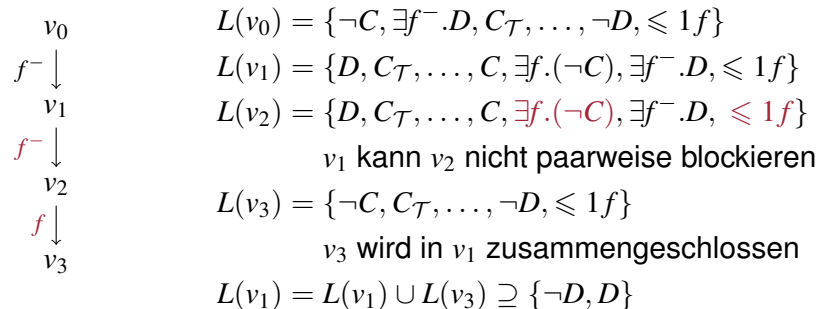 v₀ L(v₀) = {¬C, ∃f⁻.D, C_𝒯, …, ¬D, ⩽ 1f}
f⁻
v₁ L(v₁) = {D, C_𝒯, …, C, ∃f.(¬C), ∃f⁻.D, ⩽ 1f}
L(v₂) = {D, C_𝒯, …, C, ∃f.(¬C), ∃f⁻.D, ⩽ 1f}
f⁻
v₁ kann v₂ nicht paarweise blockieren
v₂
L(v₃) = {¬C, C_𝒯, …, ¬D, ⩽ 1f}
f
v₃ v₃ wird in v₁ zusammengeschlossen
L(v₁) = L(v₁) ∪ L(v₃) ⊇ {¬D, D}